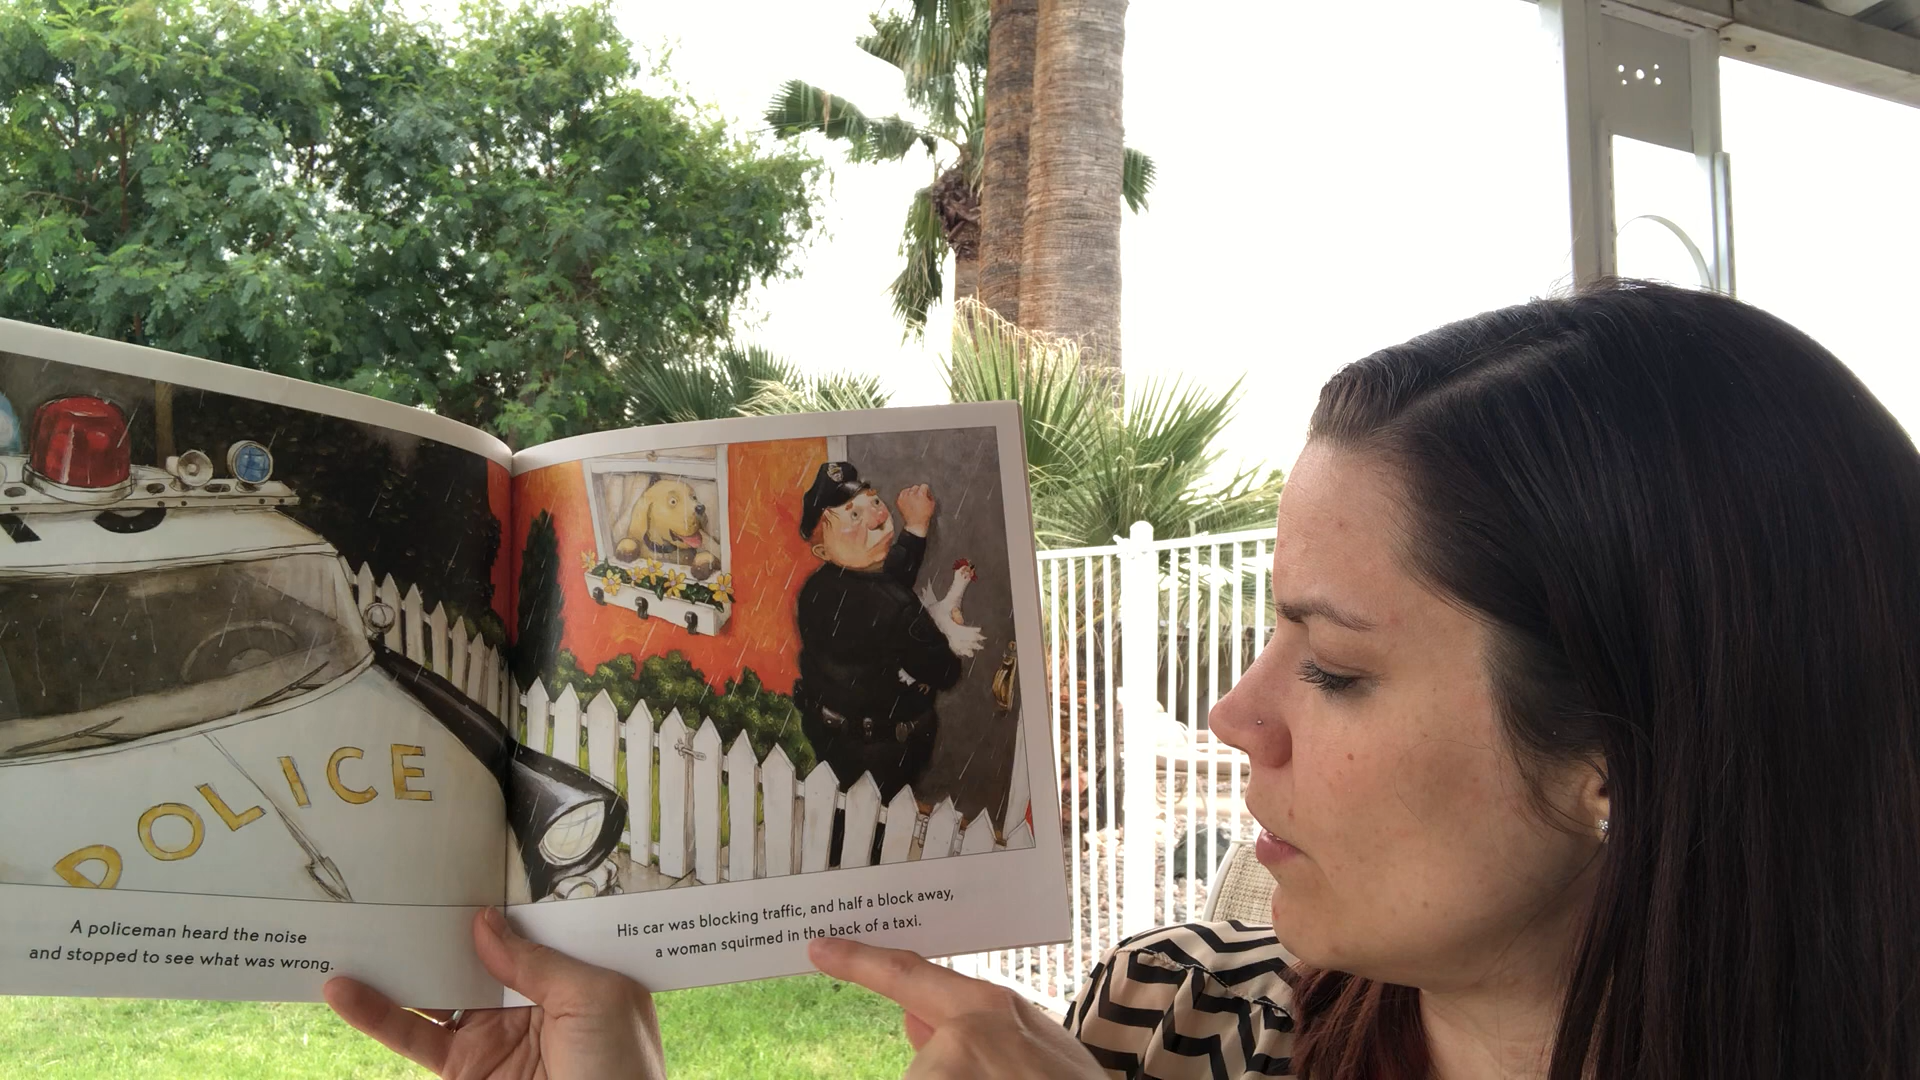 POLICE
A policeman heard the noise
and stopped to see what was wrong.
His car was blocking traffic, and half a block away,
a woman squirmed in the back of a taxi.